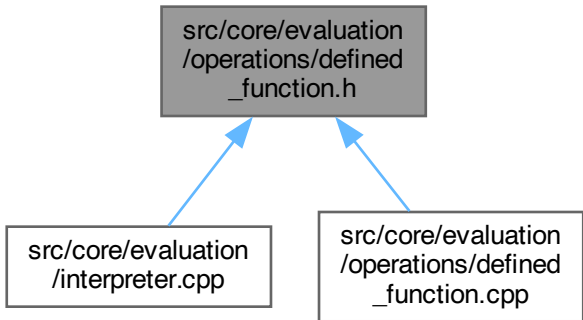 src/core/evaluation
/operations/defined
_function.h
src/core/evaluation
/interpreter.cpp
src/core/evaluation
/operations/defined
_function.cpp